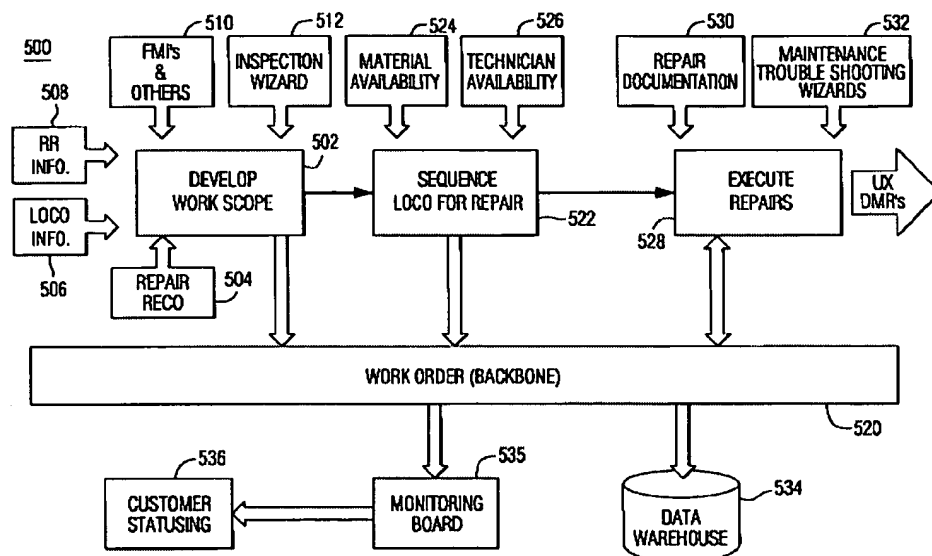 500
510
FMI's
&
OTHERS
512
INSPECTION
WIZARD
524
MATERIAL
AVAILABILITY
526
TECHNICIAN
AVAILABILITY
530
REPAIR
DOCUMENTATION
532
MAINTENANCE
TROUBLE SHOOTING
WIZARDS
508
RR
INFO.
LOCO
INFO.
506
502
DEVELOP
WORK SCOPE
REPAIR
RECO
504
SEQUENCE
LOCO FOR REPAIR
522
EXECUTE
REPAIRS
528
UX
DMR's
WORK ORDER (BACKBONE)
520
536
CUSTOMER
STATUSING
535
MONITORING
BOARD
534
DATA
WAREHOUSE